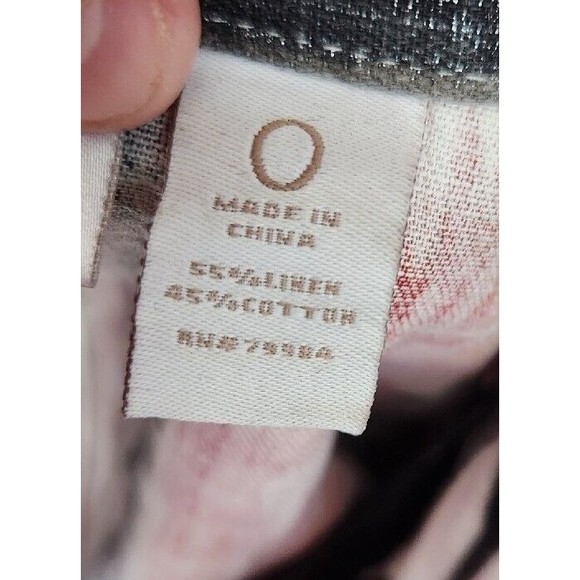 0
MADE IN
CHINA
55%LINEN
45%COTTON
RN#79984